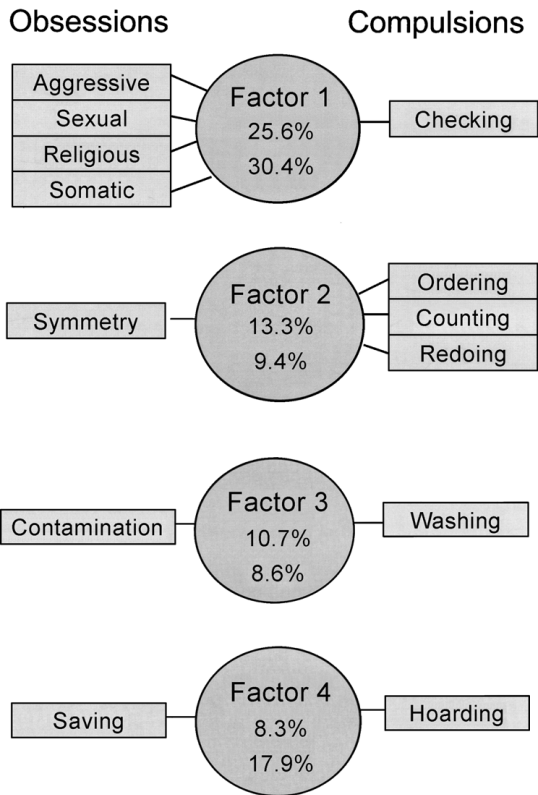 Obsessions
Compulsions
Aggressive
Sexual
Religious
Somatic
Factor 1
25.6%
30.4%
Checking
Symmetry
Factor 2
13.3%
9.4%
Ordering
Counting
Redoing
Contamination
Factor 3
10.7%
8.6%
Washing
Saving
Factor 4
8.3%
17.9%
Hoarding